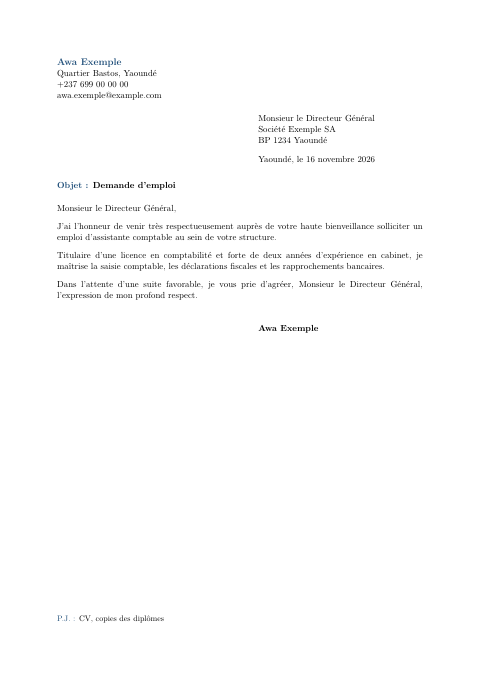 Awa Exemple
Quartier Bastos, Yaoundé
+237 699 00 00 00
awa.exemple@example.com
Monsieur le Directeur Général
Société Exemple SA
BP 1234 Yaoundé
Yaoundé, le 16 novembre 2026
Objet : Demande d'emploi
Monsieur le Directeur Général,
J'ai l'honneur de venir très respectueusement auprès de votre haute bienveillance solliciter un
emploi d'assistante comptable au sein de votre structure.
Titulaire d'une licence en comptabilité et forte de deux années d'expérience en cabinet, je
maîtrise la saisie comptable, les déclarations fiscales et les rapprochements bancaires.
Dans l'attente d'une suite favorable, je vous prie d'agréer, Monsieur le Directeur Général,
l'expression de mon profond respect.
Awa Exemple
P.J. : CV, copies des diplômes